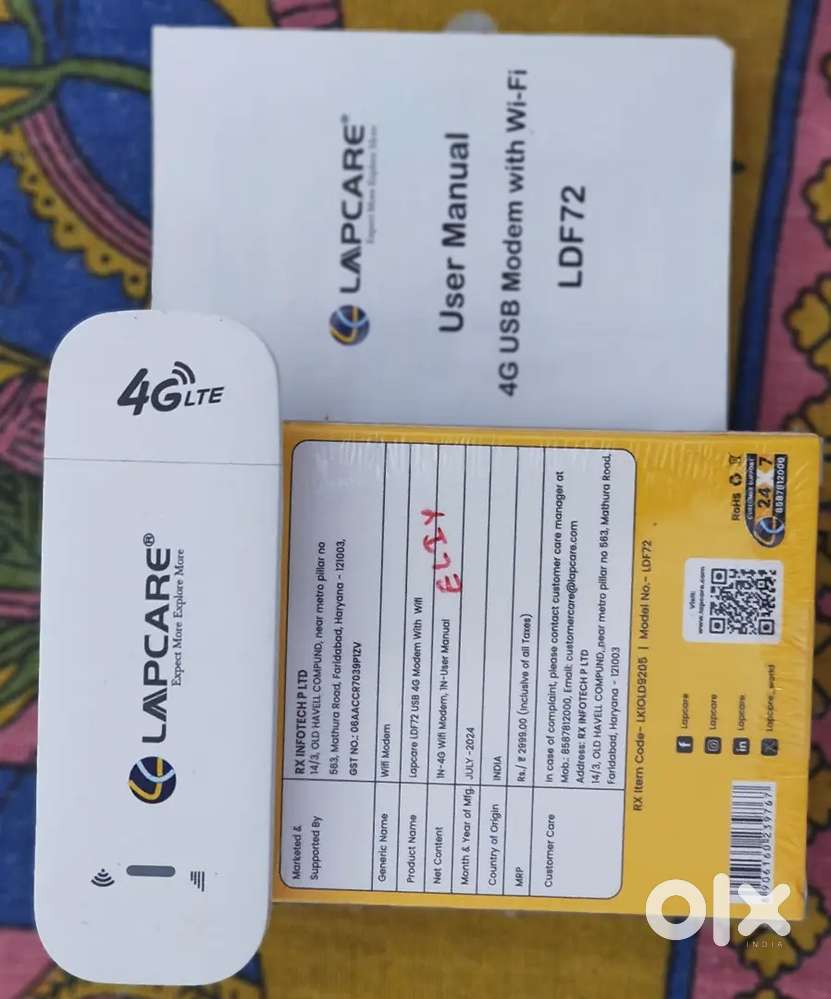 LAPCARE®
Expect More Explore More
User Manual
4G USB Modem with Wi-Fi
LDF72
4G LTE
LAPCARE®
Expect More Explore More
Marketed & Supported By
RX INFOTECH P LTD
14/3, OLD HAVELL COMPUND, near metro pillar no
563, Mathura Road, Faridabad, Haryana - 121003,
GST NO.: 06AACCR7039P1ZV
Generic Name Wifi Modem
Product Name Lapcare LDF72 USB 4G Modem With Wifi
Net Content 1N-4G Wifi Modem, 1N-User Manual
Month & Year of Mfg. JULY -2024
Country of Origin INDIA
MRP Rs./ ₹ 2999.00 (Inclusive of all Taxes)
Customer Care
In case of complaint, please contact customer care manager at
Mob.: 8587812000, Email: customercare@lapcare.com
Address: RX INFOTECH P LTD
14/3, OLD HAVELL COMPUND, near metro pillar no 563, Mathura Road,
Faridabad, Haryana - 121003
RX Item Code- LKIOLD9205 | Model No.- LDF72
Lapcare
Lapcare
Lapcare
Lapcare_world
Visit:
www.lapcare.com
RoHS
CUSTOMER SUPPORT
24 X 7
8587812000
8906160239767
olx
INDIA